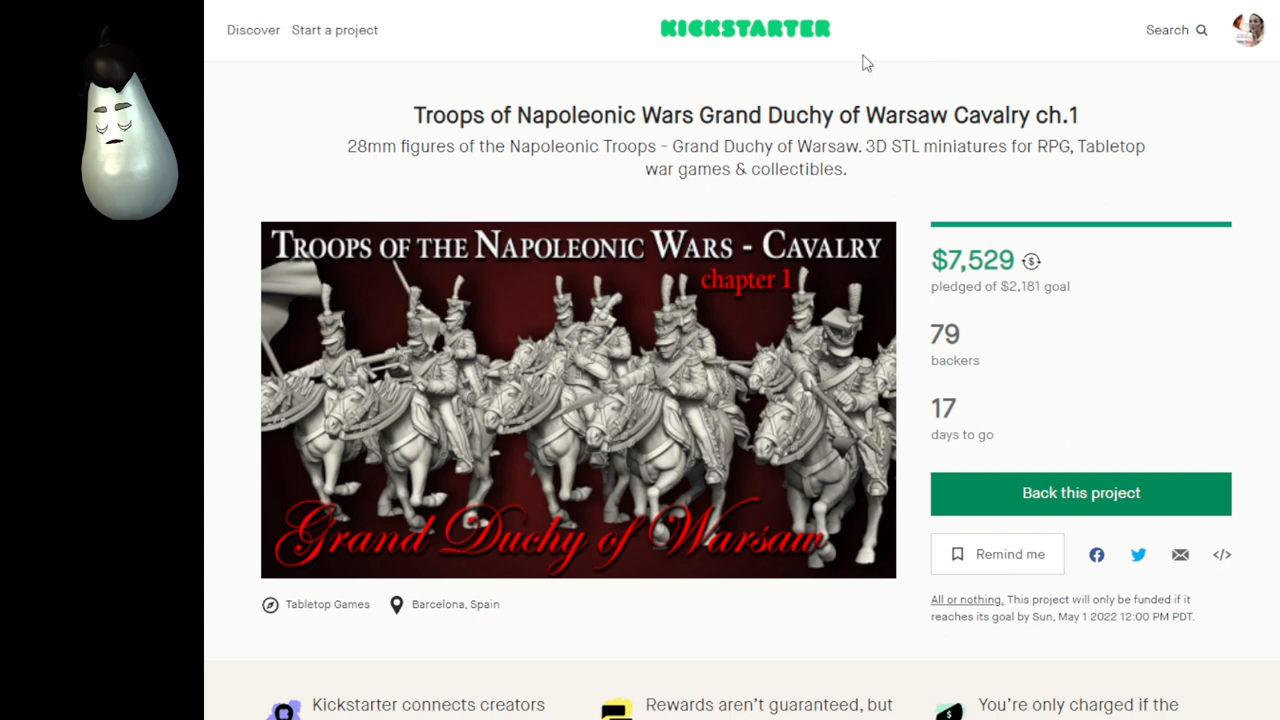 Discover Start a project
KICKSTARTER
Search
Troops of Napoleonic Wars Grand Duchy of Warsaw Cavalry ch.1
28mm figures of the Napoleonic Troops - Grand Duchy of Warsaw. 3D STL miniatures for RPG, Tabletop
war games & collectibles.
TROOPS OF THE NAPOLEONIC WARS - CAVALRY
chapter 1
Grand Duchy of Warsaw
Tabletop Games Barcelona, Spain
$7,529
pledged of $2,181 goal
79
backers
17
days to go
Back this project
Remind me
All or nothing. This project will only be funded if it
reaches its goal by Sun, May 1 2022 12:00 PM PDT.
Kickstarter connects creators
Rewards aren't guaranteed, but
You're only charged if the